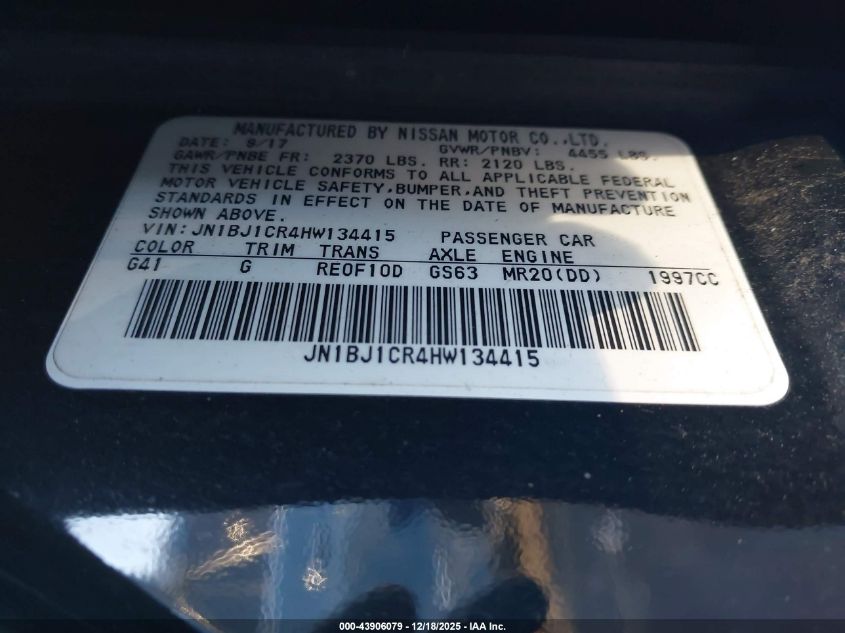 MANUFACTURED BY NISSAN MOTOR CO.,LTD.
DATE: 9/17 GVWR/PNBV: 4455 LBS.
GAWR/PNBE FR: 2370 LBS. RR: 2120 LBS.
THIS VEHICLE CONFORMS TO ALL APPLICABLE FEDERAL
MOTOR VEHICLE SAFETY,BUMPER,AND THEFT PREVENTION
STANDARDS IN EFFECT ON THE DATE OF MANUFACTURE
SHOWN ABOVE.
VIN:JN1BJ1CR4HW134415 PASSENGER CAR
COLOR TRIM TRANS AXLE ENGINE
G41 G RE0F10D GS63 MR20(DD) 1997CC
JN1BJ1CR4HW134415
000-43906079 - 12/18/2025 - IAA Inc.